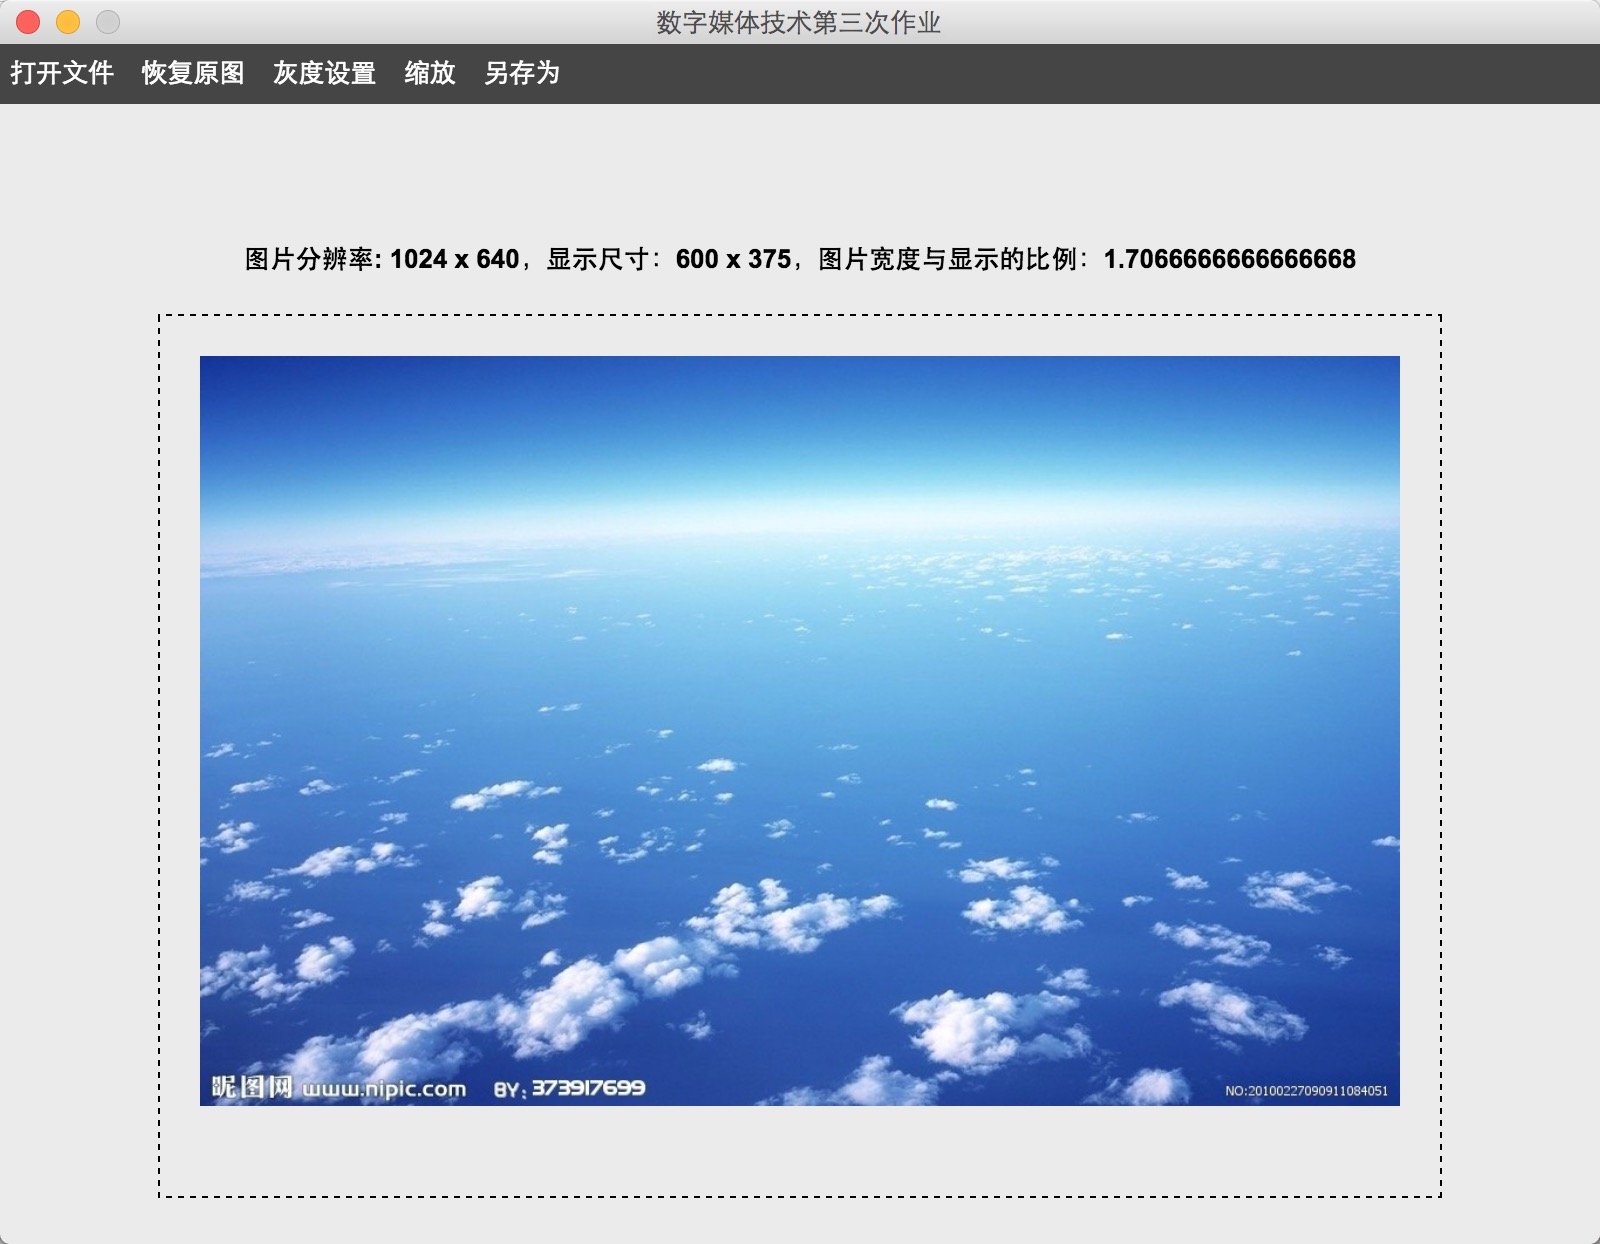 数字媒体技术第三次作业
打开文件 恢复原图 灰度设置 缩放 另存为
图片分辨率: 1024 x 640，显示尺寸：600 x 375，图片宽度与显示的比例：1.7066666666666668
昵图网 www.nipic.com BY：373917699
NO:20100227090911084051